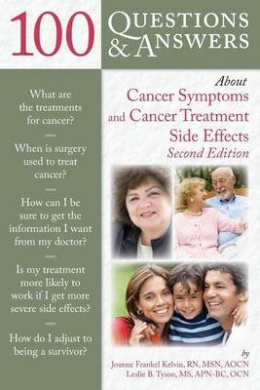 100 QUESTIONS
& ANSWERS
About
Cancer Symptoms
and Cancer Treatment
Side Effects
Second Edition
What are
the treatments
for cancer?
When is surgery
used to treat
cancer?
How can I be
sure to get the
information I want
from my doctor?
Is my treatment
more likely to
work if I get more
severe side effects?
How do I adjust to
being a survivor?
by
Joanne Frankel Kelvin, RN, MSN, AOCN
Leslie B. Tyson, MS, APN-BC, OCN